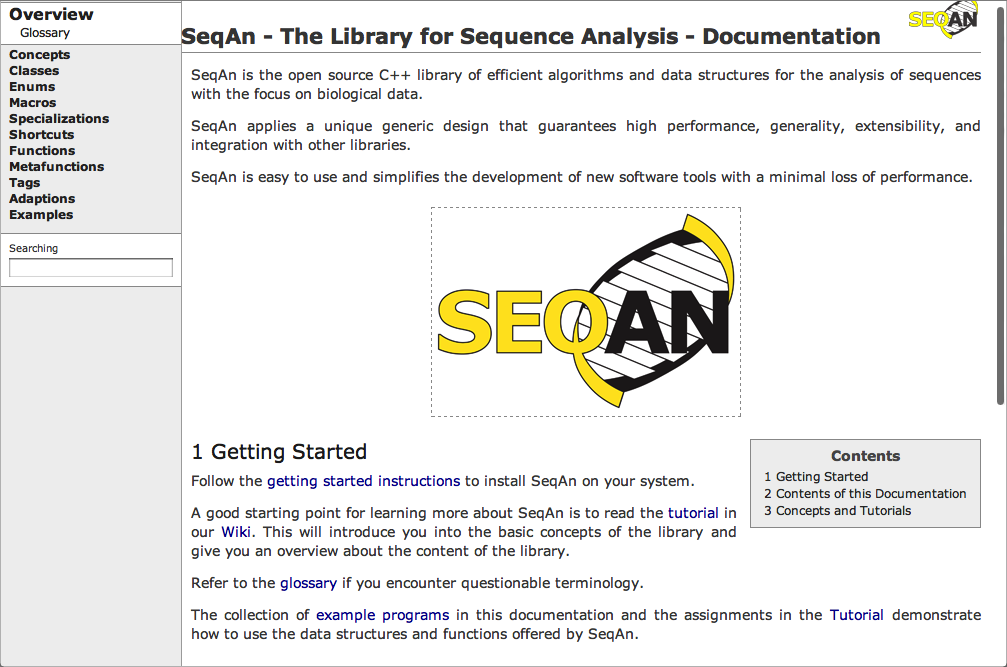 Overview
Glossary
Concepts
Classes
Enums
Macros
Specializations
Shortcuts
Functions
Metafunctions
Tags
Adaptions
Examples
Searching
SEQAN
SeqAn - The Library for Sequence Analysis - Documentation
SeqAn is the open source C++ library of efficient algorithms and data structures for the analysis of sequences
with the focus on biological data.
SeqAn applies a unique generic design that guarantees high performance, generality, extensibility, and
integration with other libraries.
SeqAn is easy to use and simplifies the development of new software tools with a minimal loss of performance.
SEQAN
1 Getting Started
Follow the getting started instructions to install SeqAn on your system.
A good starting point for learning more about SeqAn is to read the tutorial in
our Wiki. This will introduce you into the basic concepts of the library and
give you an overview about the content of the library.
Refer to the glossary if you encounter questionable terminology.
The collection of example programs in this documentation and the assignments in the Tutorial demonstrate
how to use the data structures and functions offered by SeqAn.
Contents
1 Getting Started
2 Contents of this Documentation
3 Concepts and Tutorials